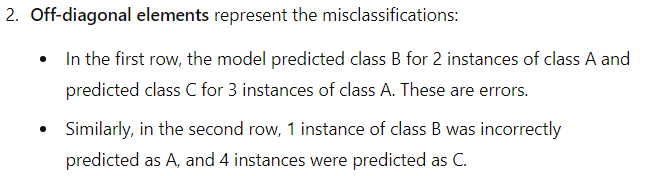 2. Off-diagonal elements represent the misclassifications:
• In the first row, the model predicted class B for 2 instances of class A and
predicted class C for 3 instances of class A. These are errors.
• Similarly, in the second row, 1 instance of class B was incorrectly
predicted as A, and 4 instances were predicted as C.